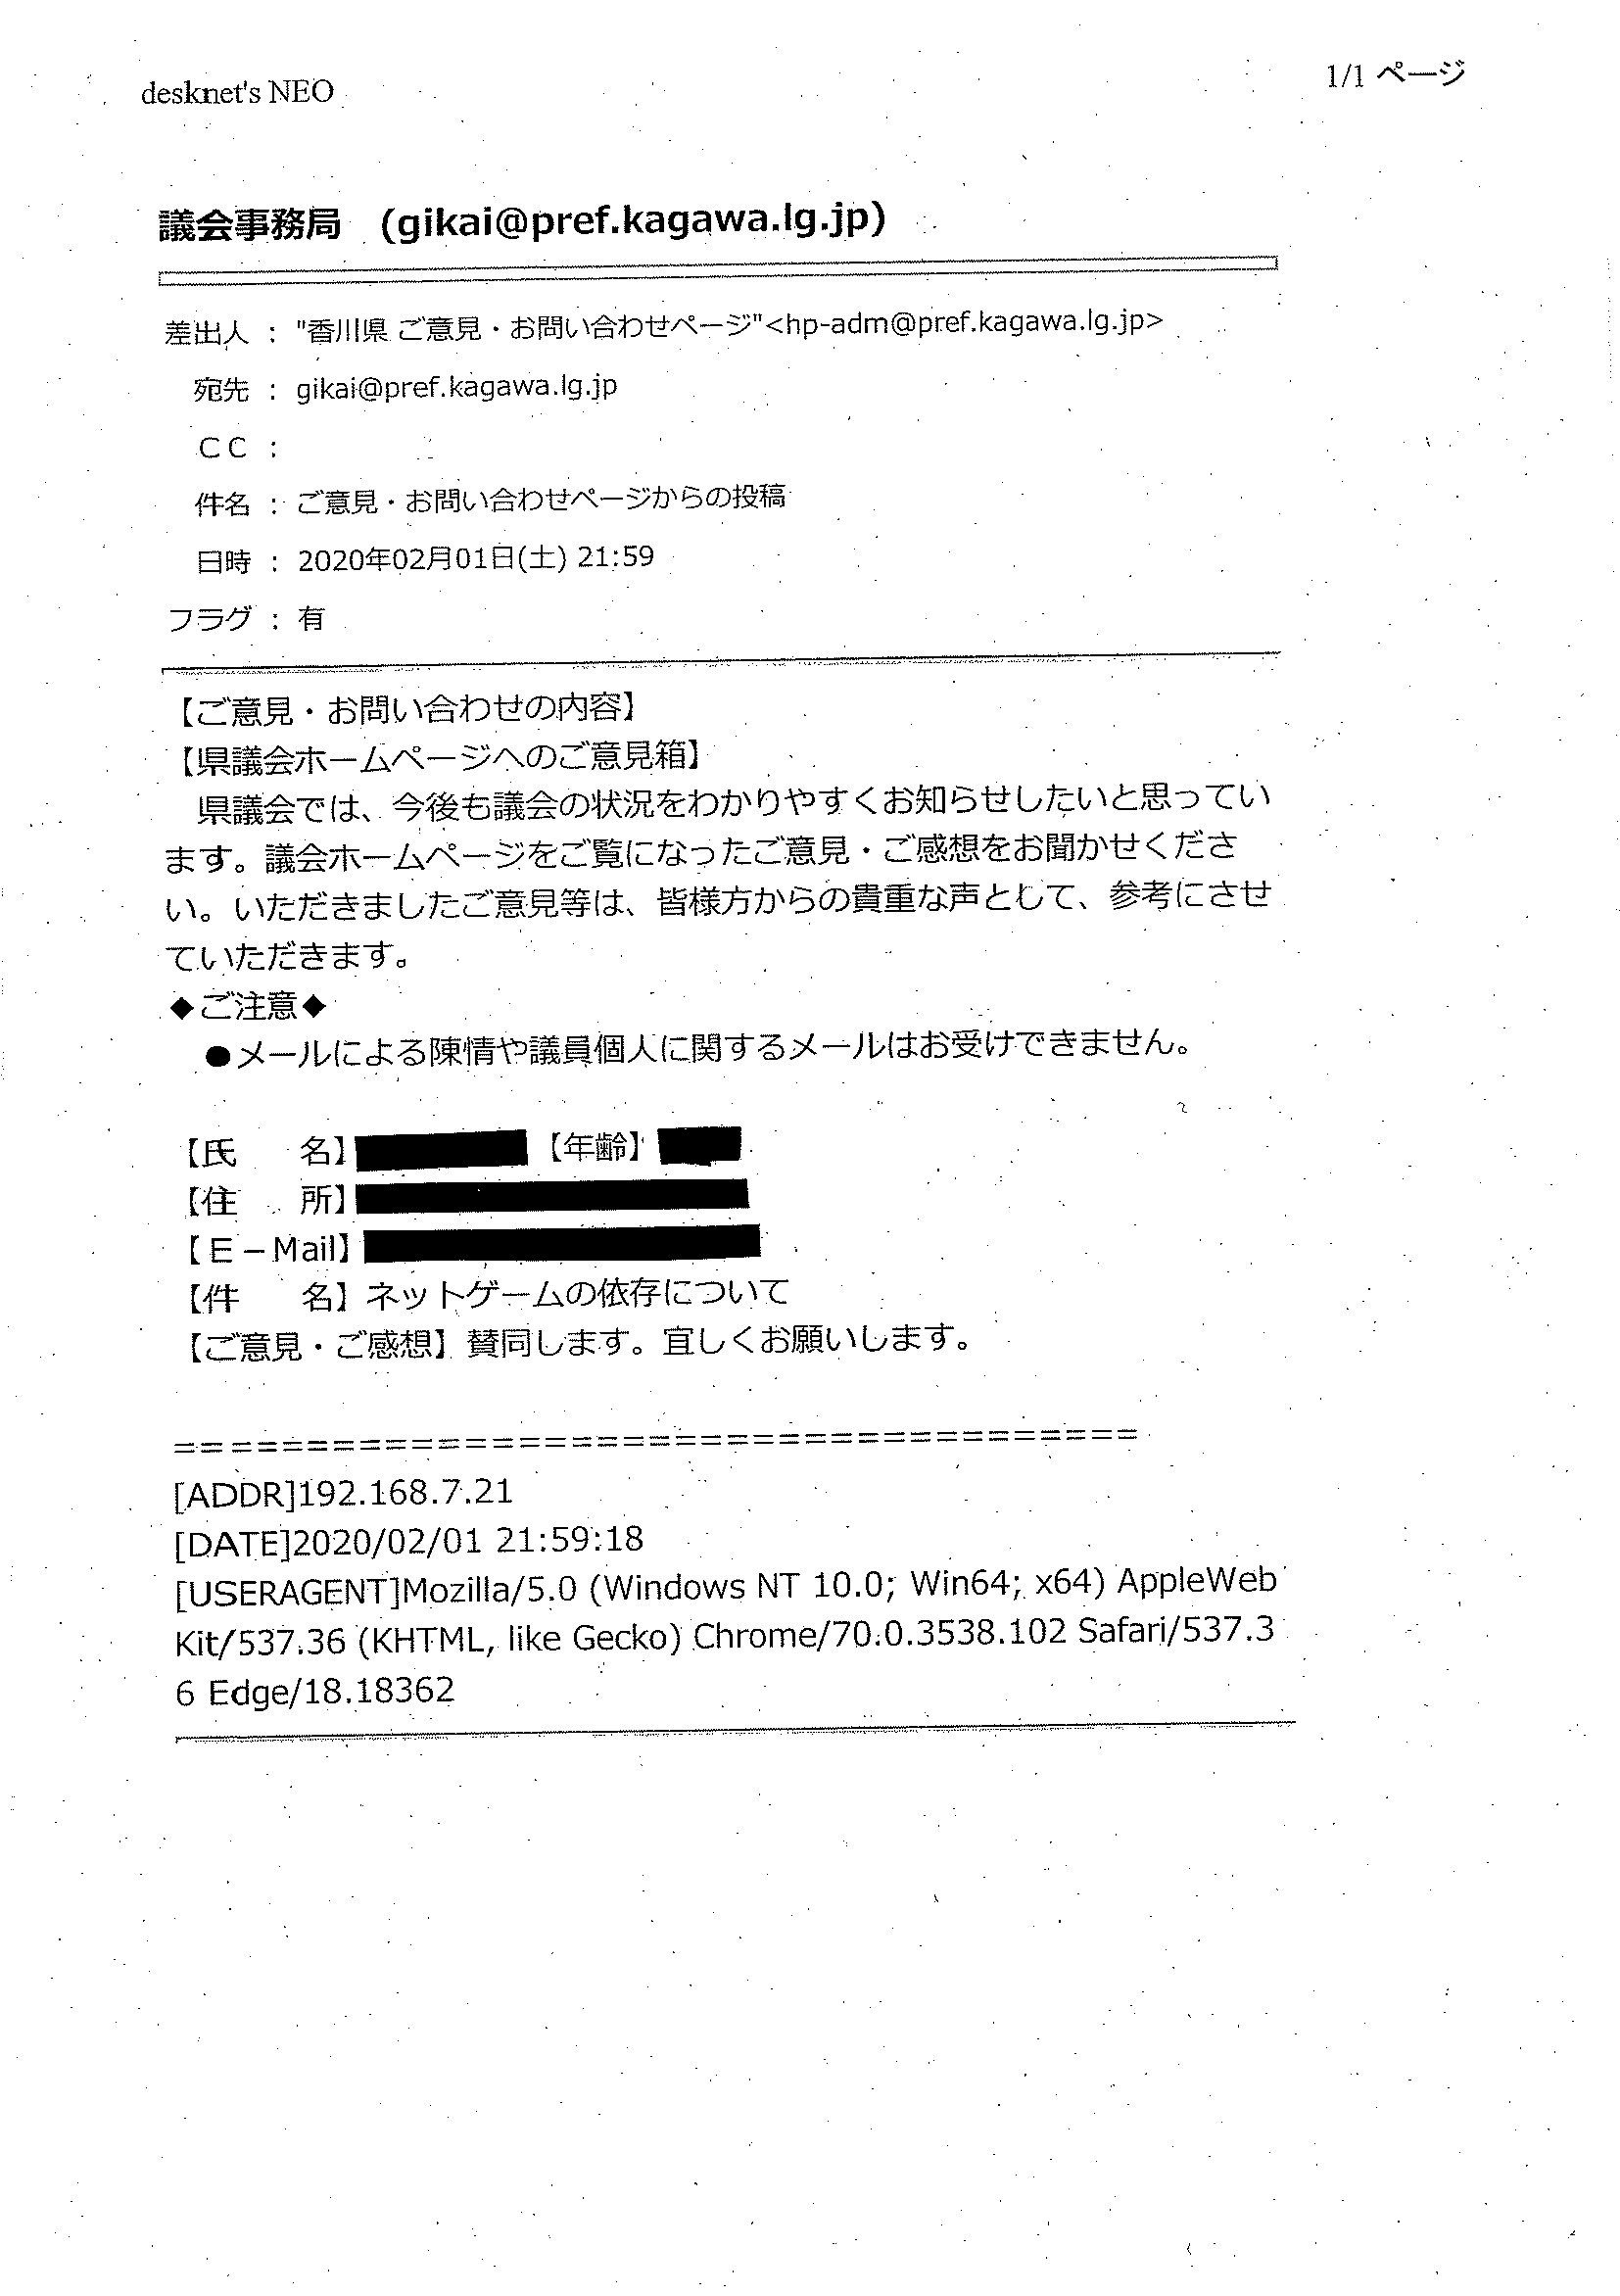 desknet's NEO
1/1 ページ
議会事務局 (gikai@pref.kagawa.lg.jp)
差出人 : "香川県 ご意見・お問い合わせページ"<hp-adm@pref.kagawa.lg.jp>
宛先 : gikai@pref.kagawa.lg.jp
CC :
件名 : ご意見・お問い合わせページからの投稿
日時 : 2020年02月01日(土) 21:59
フラグ : 有
【ご意見・お問い合わせの内容】
【県議会ホームページへのご意見箱】
県議会では、今後も議会の状況をわかりやすくお知らせしたいと思ってい
ます。議会ホームページをご覧になったご意見・ご感想をお聞かせくださ
い。いただきましたご意見等は、皆様方からの貴重な声として、参考にさせ
ていただきます。
◆ご注意◆
●メールによる陳情や議員個人に関するメールはお受けできません。
【氏 名】 【年齢】
【住 所】
【E-Mail】
【件 名】ネットゲームの依存について
【ご意見・ご感想】賛同します。宜しくお願いします。
=====================================
[ADDR]192.168.7.21
[DATE]2020/02/01 21:59:18
[USERAGENT]Mozilla/5.0 (Windows NT 10.0; Win64; x64) AppleWeb
Kit/537.36 (KHTML, like Gecko) Chrome/70.0.3538.102 Safari/537.3
6 Edge/18.18362